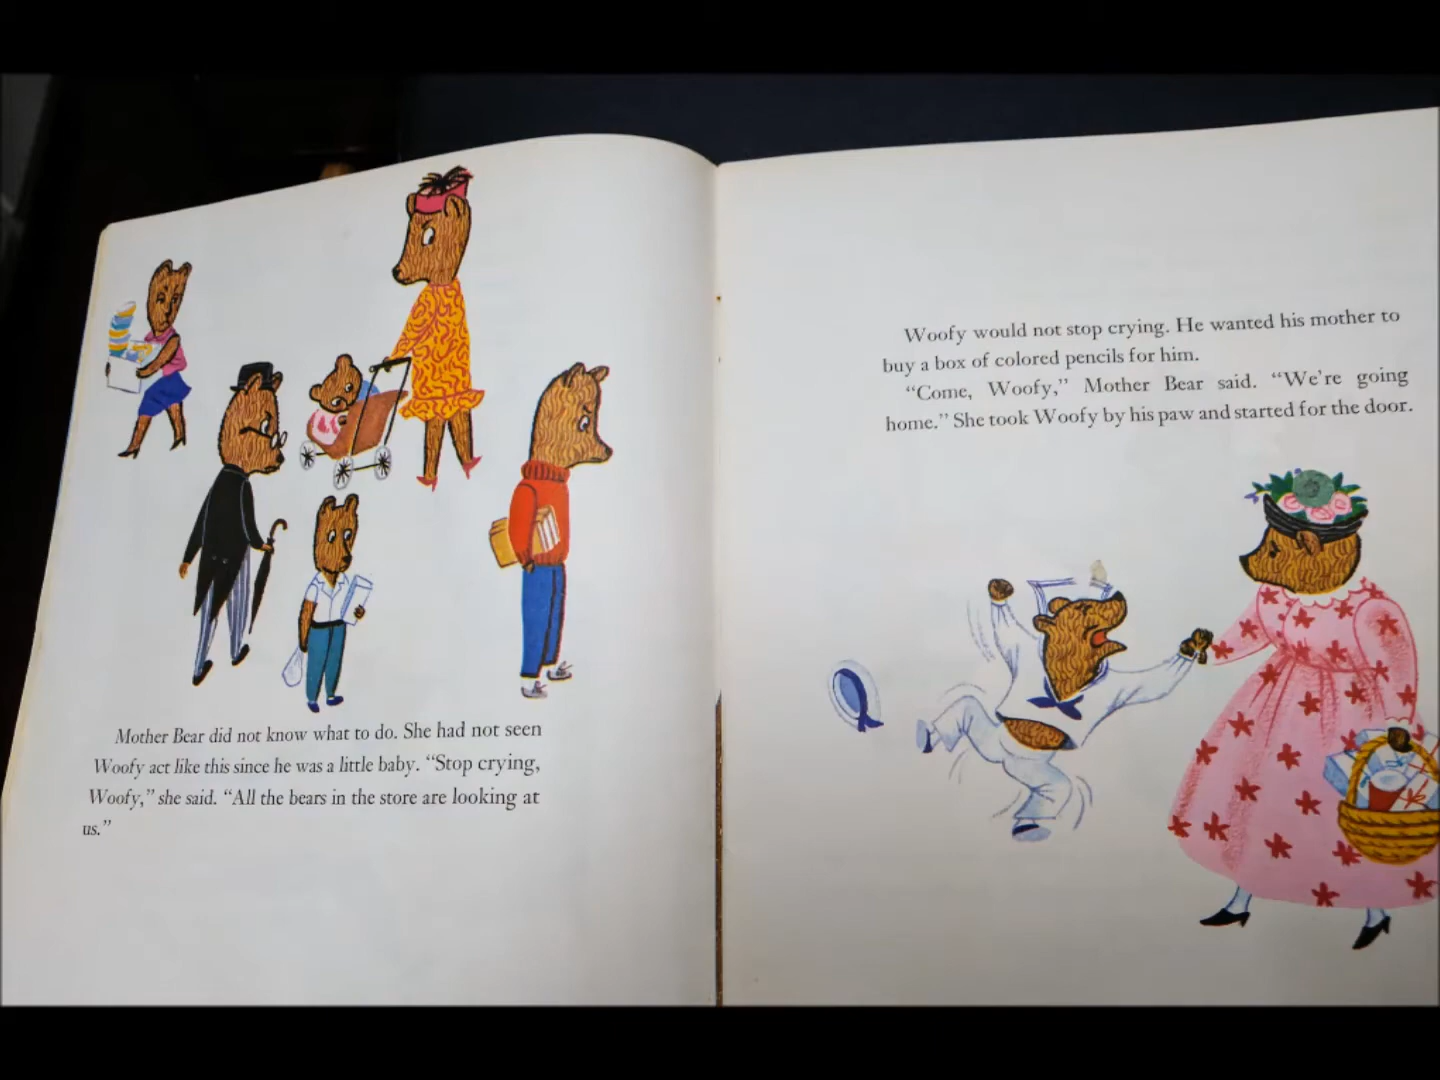 Mother Bear did not know what to do. She had not seen
Woofy act like this since he was a little baby. “Stop crying,
Woofy,” she said. “All the bears in the store are looking at
us.”
Woofy would not stop crying. He wanted his mother to
buy a box of colored pencils for him.
“Come, Woofy,” Mother Bear said. “We’re going
home.” She took Woofy by his paw and started for the door.